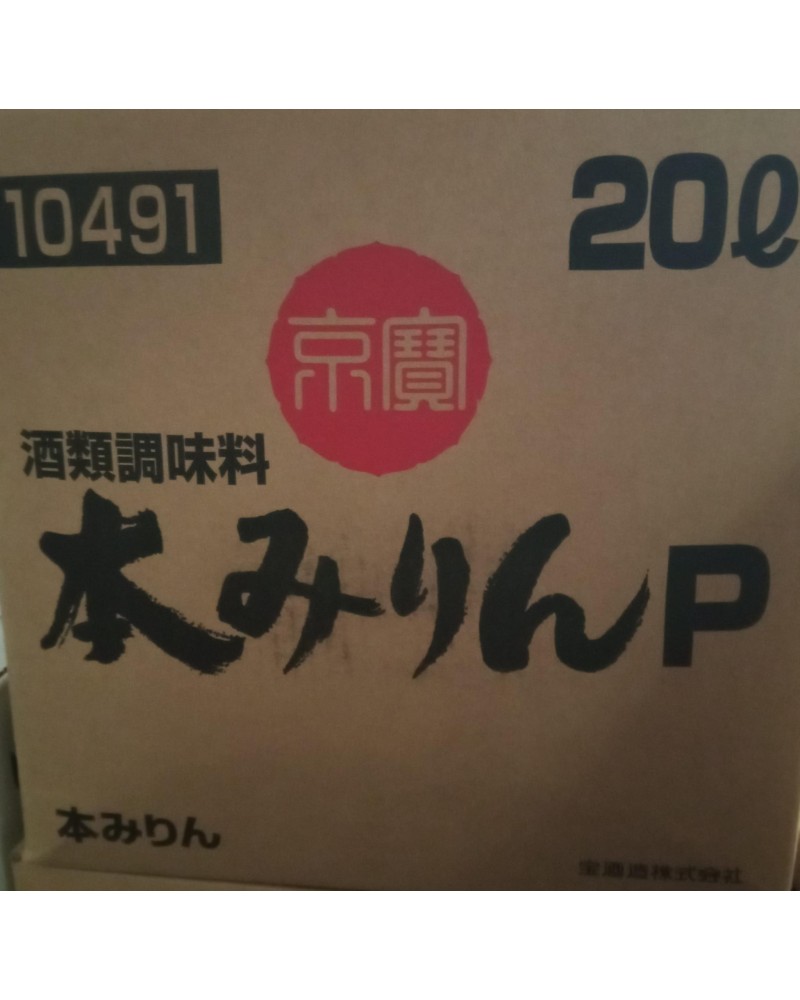 10491
20ℓ
京寶
酒類調味料
本みりんP
本みりん
宝酒造株式会社